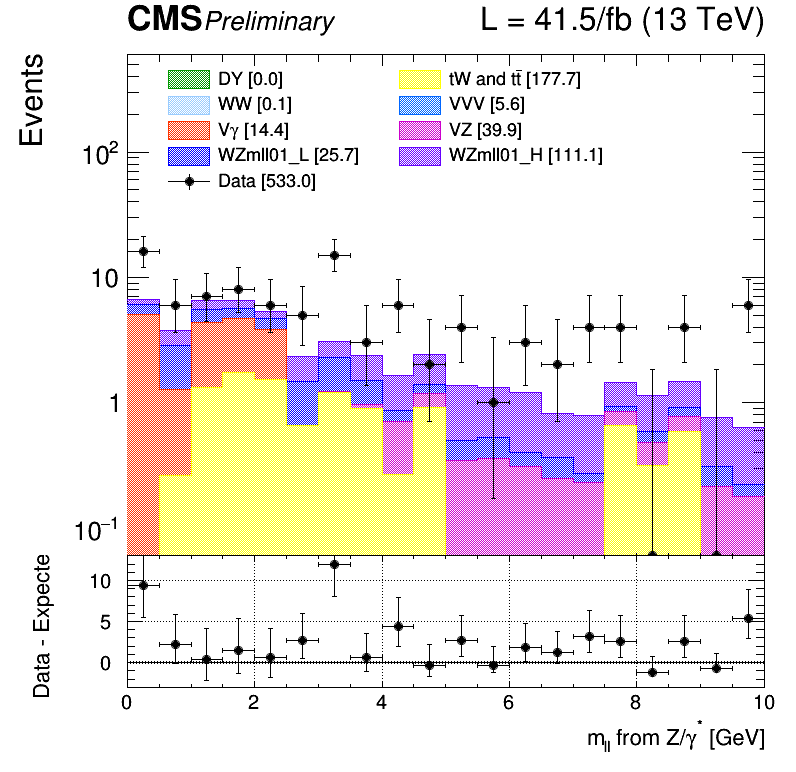 CMS Preliminary L = 41.5/fb (13 TeV)
Events
DY [0.0] tW and tt̄ [177.7]
WW [0.1] VVV [5.6]
Vγ [14.4] VZ [39.9]
WZmll01_L [25.7] WZmll01_H [111.1]
Data [533.0]
10²
10
1
10⁻¹
Data - Expecte
10
5
0
0 2 4 6 8 10
m_ll from Z/γ* [GeV]